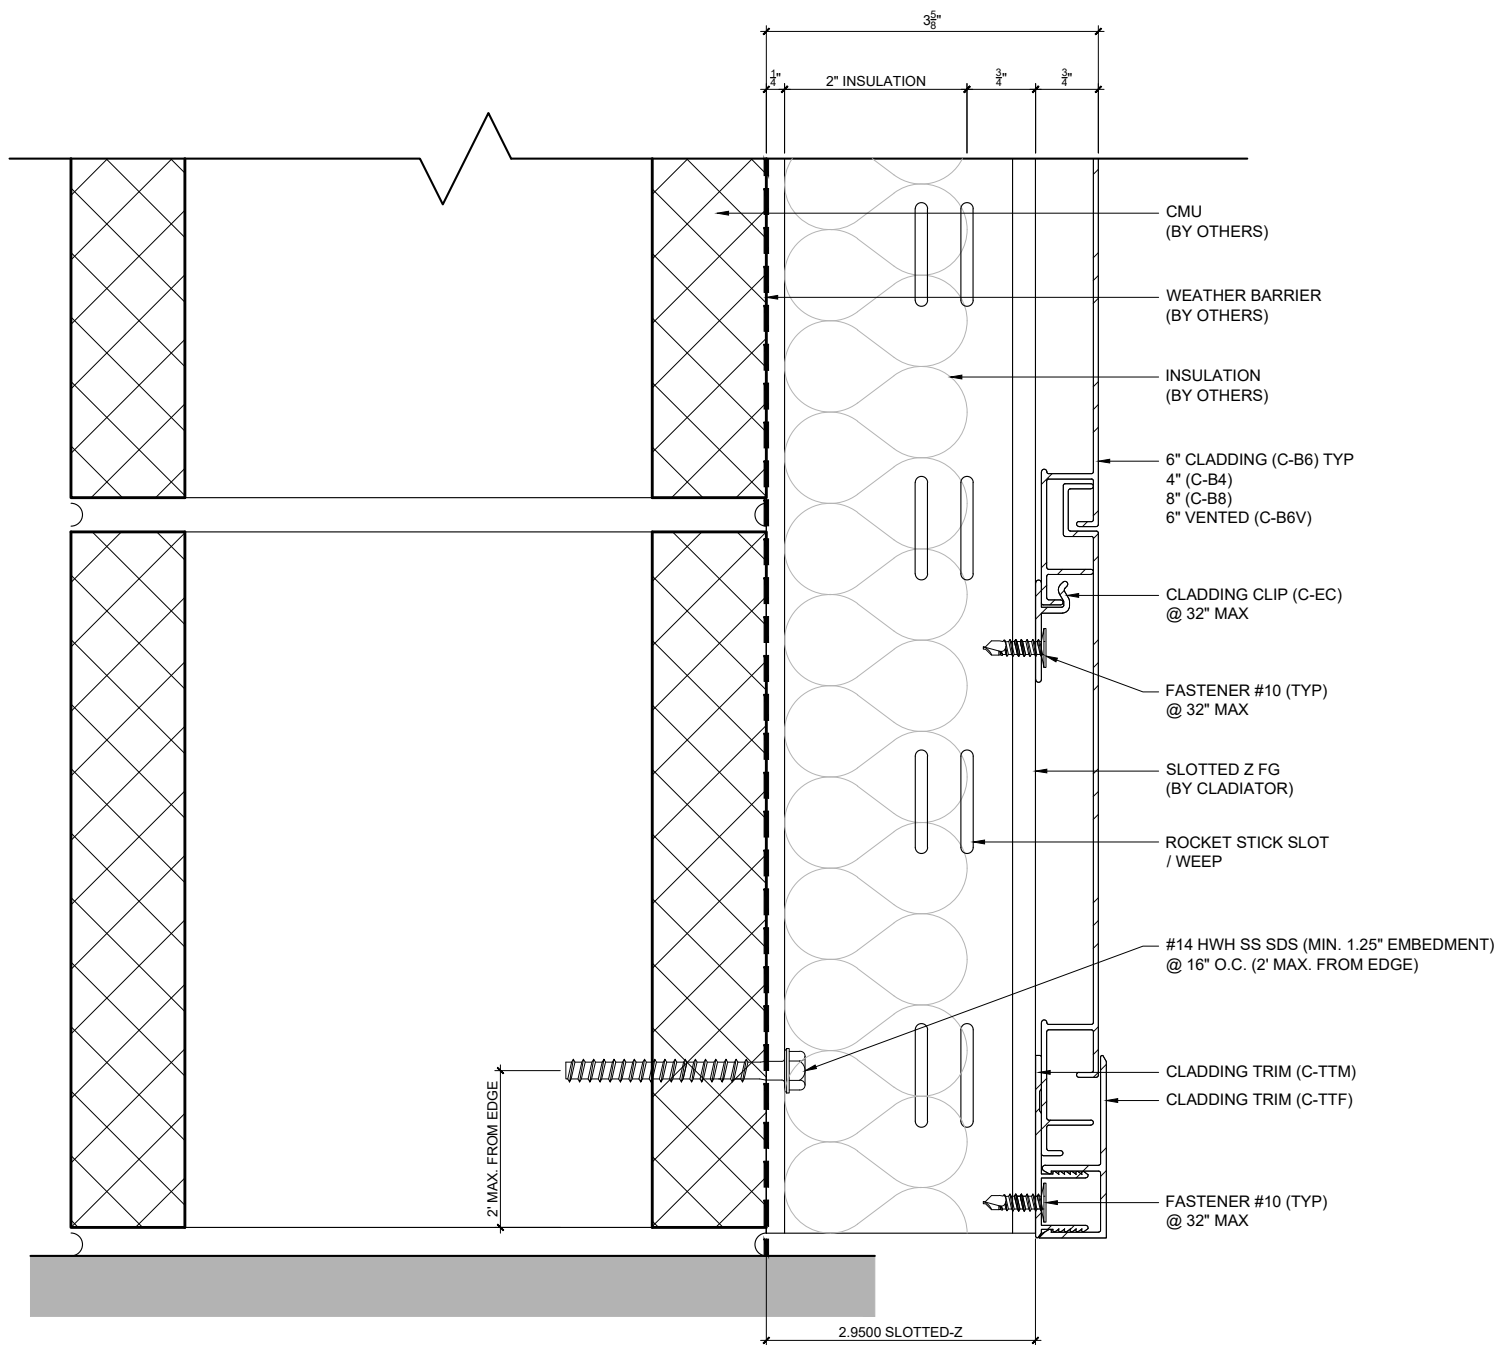 3⅝"
¼"
2" INSULATION
¾"
¾"
CMU
(BY OTHERS)
WEATHER BARRIER
(BY OTHERS)
INSULATION
(BY OTHERS)
6" CLADDING (C-B6) TYP
4" (C-B4)
8" (C-B8)
6" VENTED (C-B6V)
CLADDING CLIP (C-EC)
@ 32" MAX
FASTENER #10 (TYP)
@ 32" MAX
SLOTTED Z FG
(BY CLADIATOR)
ROCKET STICK SLOT
/ WEEP
#14 HWH SS SDS (MIN. 1.25" EMBEDMENT)
@ 16" O.C. (2' MAX. FROM EDGE)
CLADDING TRIM (C-TTM)
CLADDING TRIM (C-TTF)
2' MAX. FROM EDGE
FASTENER #10 (TYP)
@ 32" MAX
2.9500 SLOTTED-Z